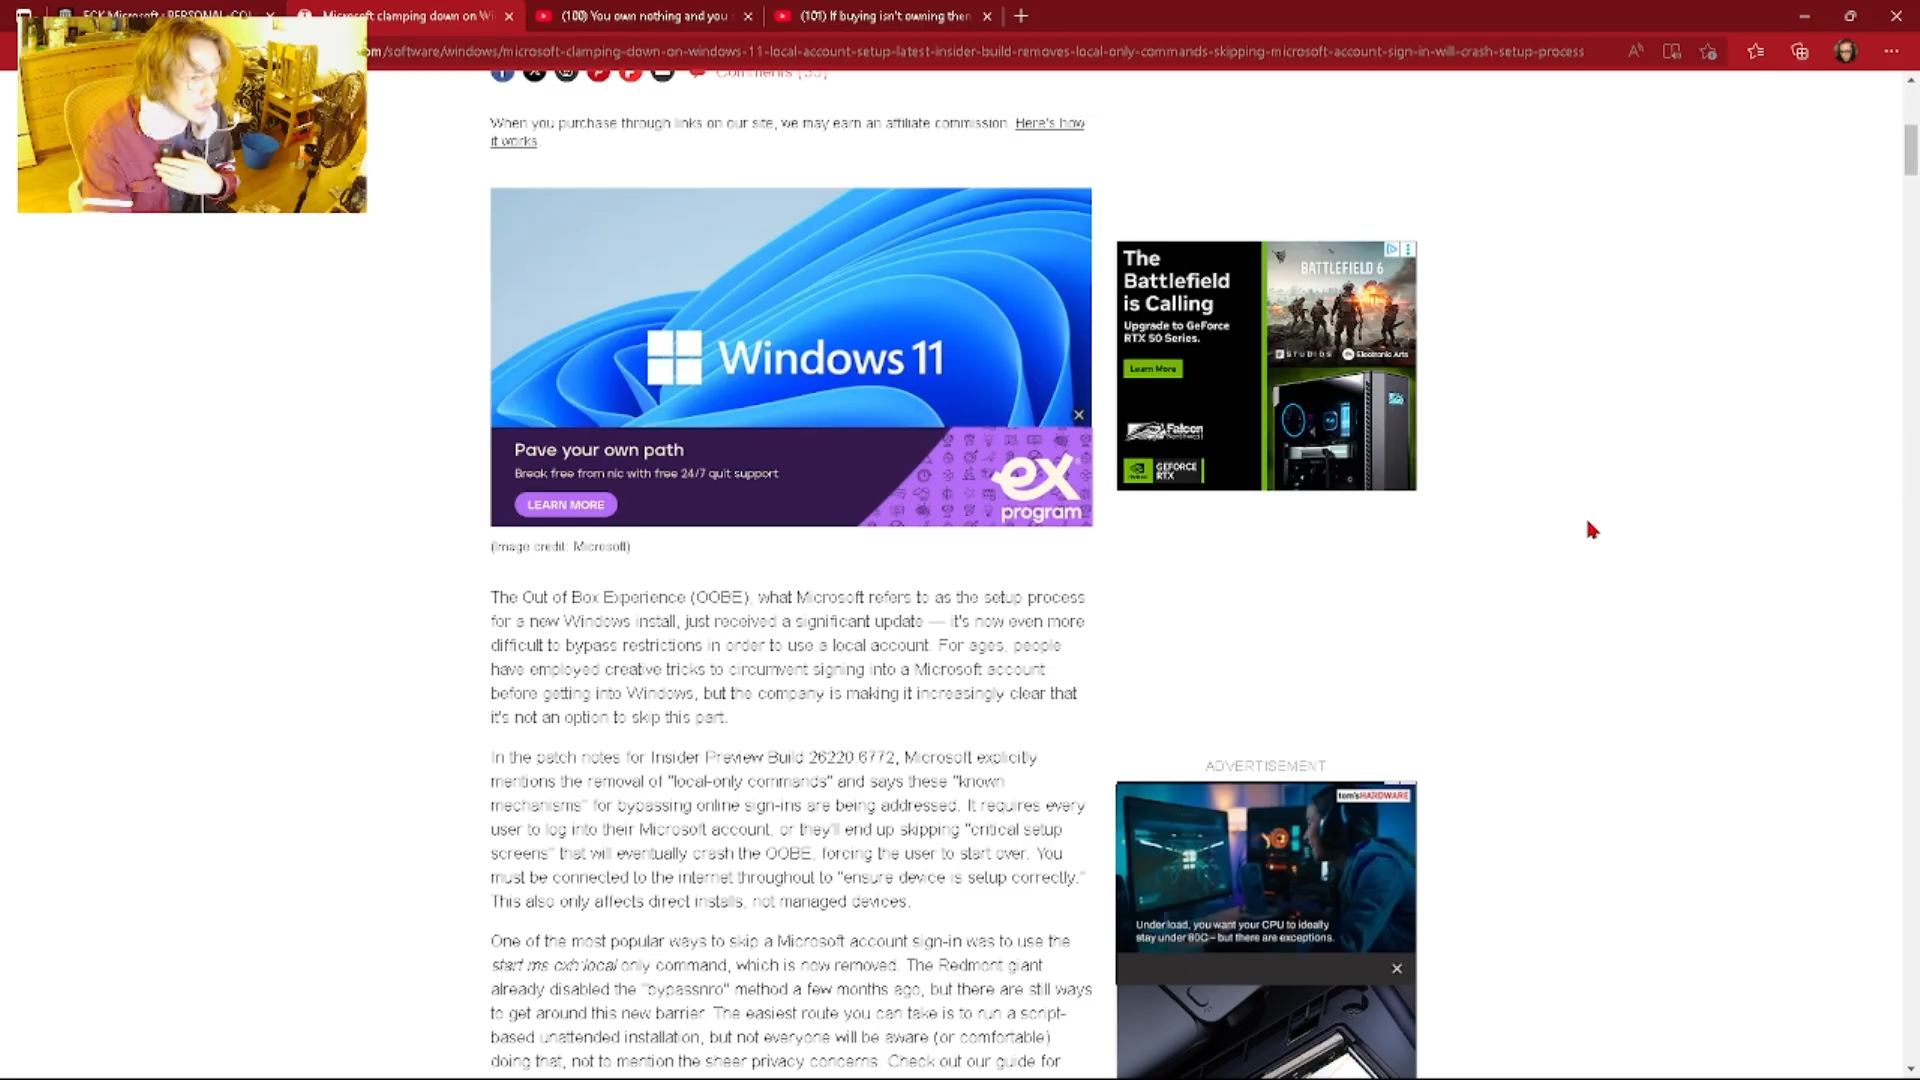 Microsoft clamping down on Wi
(100) You own nothing and you
(101) If buying isn't owning then
om/software/windows/microsoft-clamping-down-on-windows-11-local-account-setup-latest-insider-build-removes-local-only-commands-skipping-microsoft-account-sign-in-will-crash-setup-process
When you purchase through links on our site, we may earn an affiliate commission. Here's how
it works.
Windows 11
Pave your own path
Break free from nic with free 24/7 quit support
LEARN MORE
ex
program
(Image credit: Microsoft)
The
Battlefield
is Calling
Upgrade to GeForce
RTX 50 Series.
Learn More
Falcon
Northwest
GEFORCE
RTX
BATTLEFIELD 6
STUDIOS
Electronic Arts
The Out of Box Experience (OOBE), what Microsoft refers to as the setup process
for a new Windows install, just received a significant update — it's now even more
difficult to bypass restrictions in order to use a local account. For ages, people
have employed creative tricks to circumvent signing into a Microsoft account
before getting into Windows, but the company is making it increasingly clear that
it's not an option to skip this part.
In the patch notes for Insider Preview Build 26220.6772, Microsoft explicitly
mentions the removal of "local-only commands" and says these "known
mechanisms" for bypassing online sign-ins are being addressed. It requires every
user to log into their Microsoft account, or they'll end up skipping "critical setup
screens" that will eventually crash the OOBE, forcing the user to start over. You
must be connected to the internet throughout to "ensure device is setup correctly."
This also only affects direct installs, not managed devices.
One of the most popular ways to skip a Microsoft account sign-in was to use the
start ms-cxh:local only command, which is now removed. The Redmont giant
already disabled the "bypassnro" method a few months ago, but there are still ways
to get around this new barrier. The easiest route you can take is to run a script-
based unattended installation, but not everyone will be aware (or comfortable)
doing that, not to mention the sheer privacy concerns. Check out our guide for
ADVERTISEMENT
tom'sHARDWARE
Under load, you want your CPU to ideally
stay under 80C – but there are exceptions.